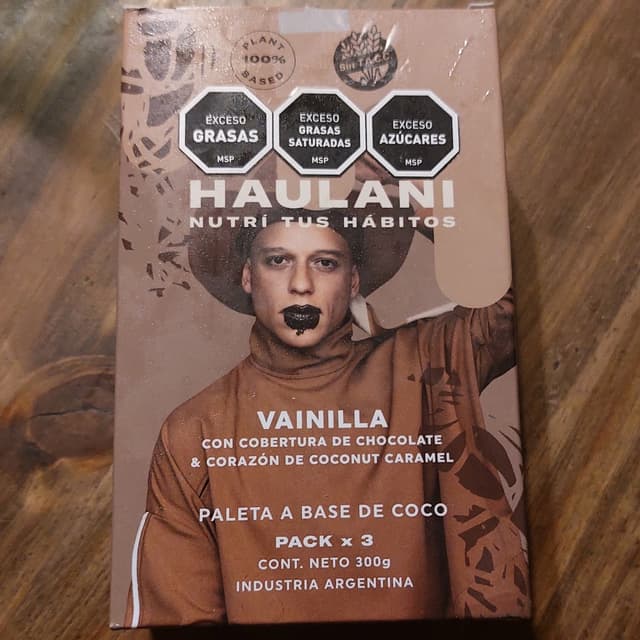 PLANT
100%
BASED
SIN T.A.C.C.
EXCESO
GRASAS
MSP
EXCESO
GRASAS
SATURADAS
MSP
EXCESO
AZÚCARES
MSP
HAULANI
NUTRÍ TUS HÁBITOS
VAINILLA
CON COBERTURA DE CHOCOLATE
& CORAZÓN DE COCONUT CARAMEL
PALETA A BASE DE COCO
PACK x 3
CONT. NETO 300g
INDUSTRIA ARGENTINA